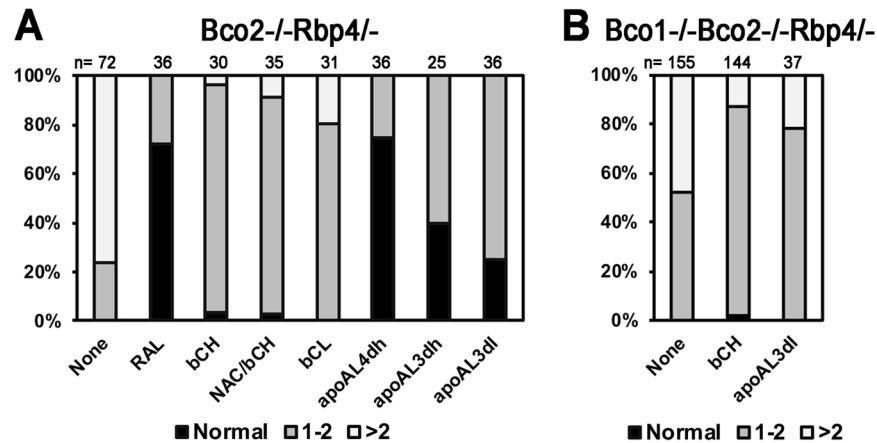 A Bco2-/-Rbp4/-
n= 72 36 30 35 31 36 25 36
100%
80%
60%
40%
20%
0%
None RAL bCH NAC/bCH bCL apoAL4dh apoAL3dh apoAL3dl
Normal 1-2 >2
B Bco1-/-Bco2-/-Rbp4/-
n= 155 144 37
100%
80%
60%
40%
20%
0%
None bCH apoAL3dl
Normal 1-2 >2